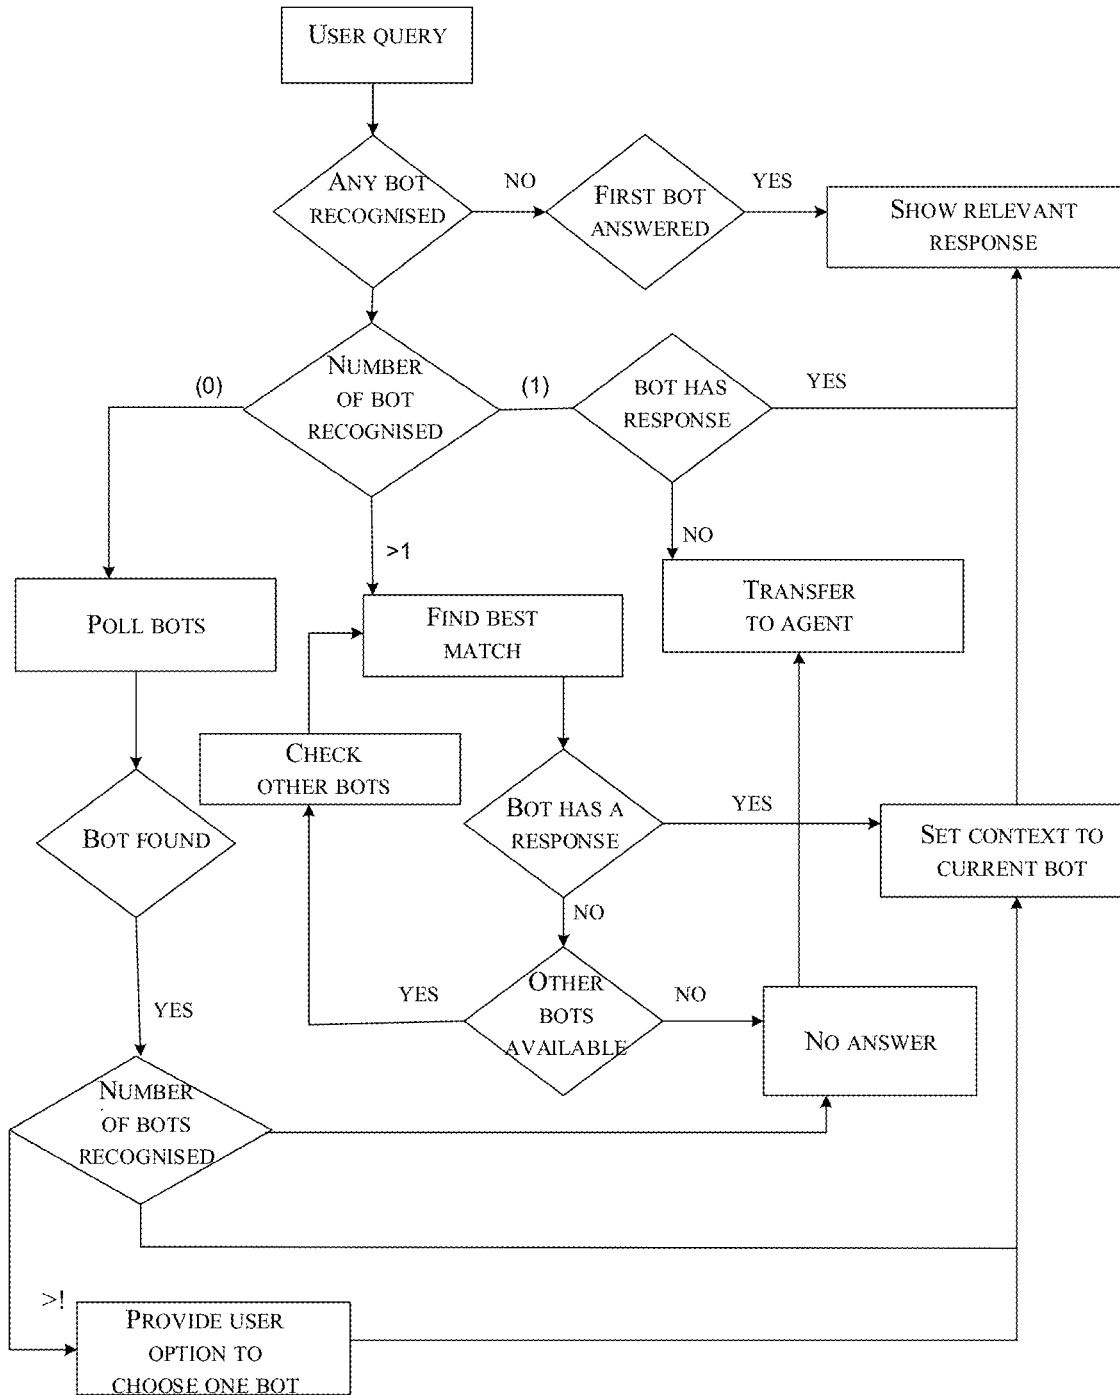 USER QUERY
ANY BOT
RECOGNISED
NO
FIRST BOT
ANSWERED
YES
SHOW RELEVANT
RESPONSE
(0)
NUMBER
OF BOT
RECOGNISED
(1)
BOT HAS
RESPONSE
YES
>1
NO
POLL BOTS
FIND BEST
MATCH
TRANSFER
TO AGENT
CHECK
OTHER BOTS
BOT FOUND
BOT HAS A
RESPONSE
YES
SET CONTEXT TO
CURRENT BOT
NO
YES
YES
OTHER
BOTS
AVAILABLE
NO
NO ANSWER
NUMBER
OF BOTS
RECOGNISED
>!
PROVIDE USER
OPTION TO
CHOOSE ONE BOT